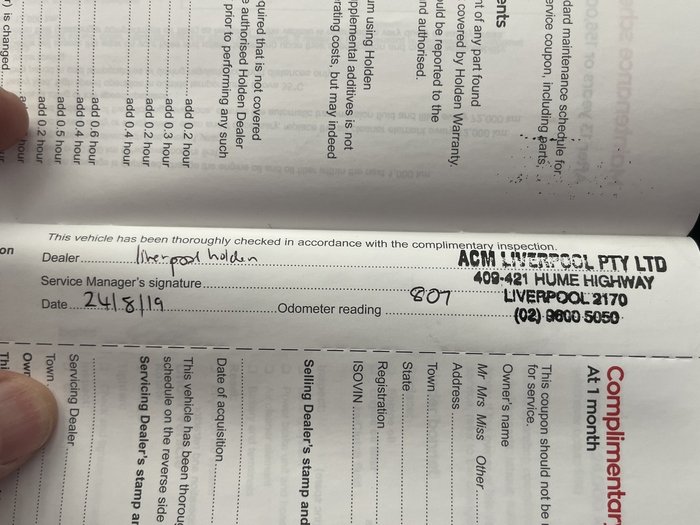 This vehicle has been thoroughly checked in accordance with the complimentary inspection.
Dealer liverpool holden
Service Manager's signature
Date 24/8/19 Odometer reading 807
ACM LIVERPOOL PTY LTD
409-421 HUME HIGHWAY
LIVERPOOL 2170
(02) 9600 5050
dard maintenance schedule for
ervice coupon, including parts,
ents
nt of any part found
covered by Holden Warranty.
uld be reported to the
nd authorised.
um using Holden
pplemental additives is not
rating costs, but may indeed
quired that is not covered
e authorised Holden Dealer
prior to performing any such
add 0.2 hour
add 0.3 hour
add 0.2 hour
add 0.4 hour
add 0.6 hour
add 0.4 hour
add 0.5 hour
add 0.2 hour
hour
r) is changed
on
Complimentar
At 1 month
This coupon should not be
for service.
Owner's name
Mr Mrs Miss Other
Address
Town
State
Registration
ISOVIN
Selling Dealer's stamp and
Date of acquisition
This vehicle has been thoroug
schedule on the reverse side
Servicing Dealer's stamp an
Servicing Dealer
Town
Own
Thi